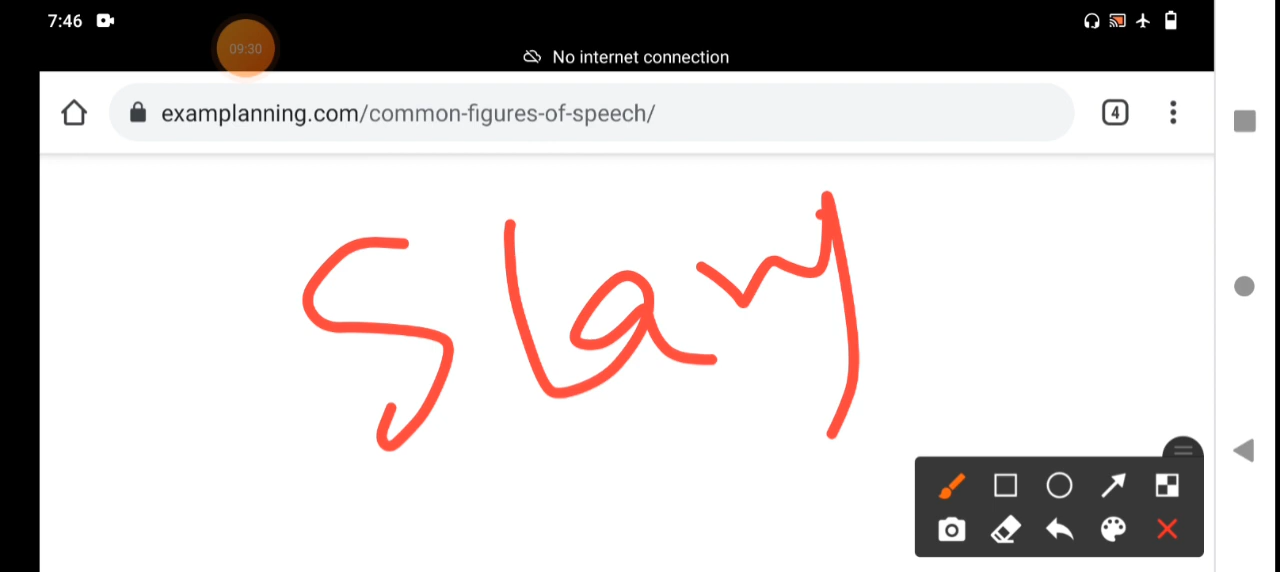 7:46
09:30
No internet connection
examplanning.com/common-figures-of-speech/
4
Slay